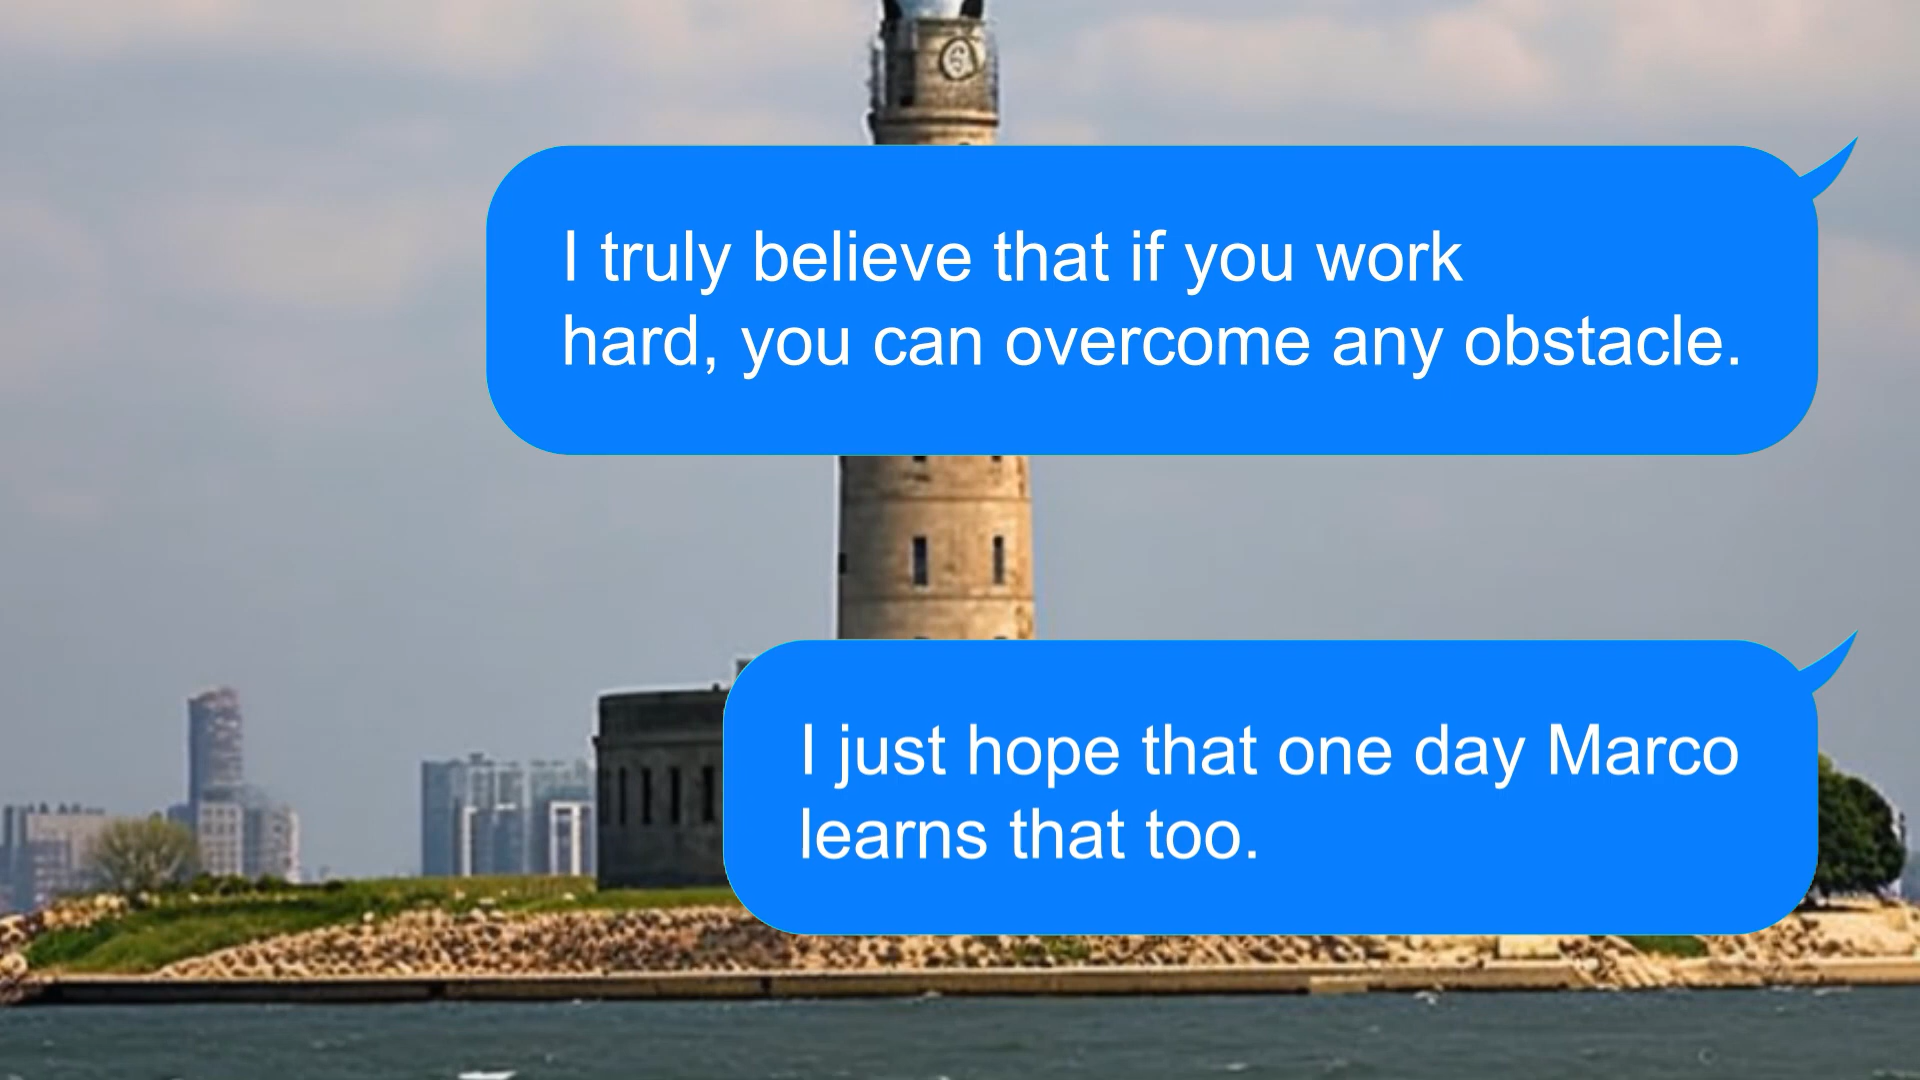 I truly believe that if you work
hard, you can overcome any obstacle.
I just hope that one day Marco
learns that too.